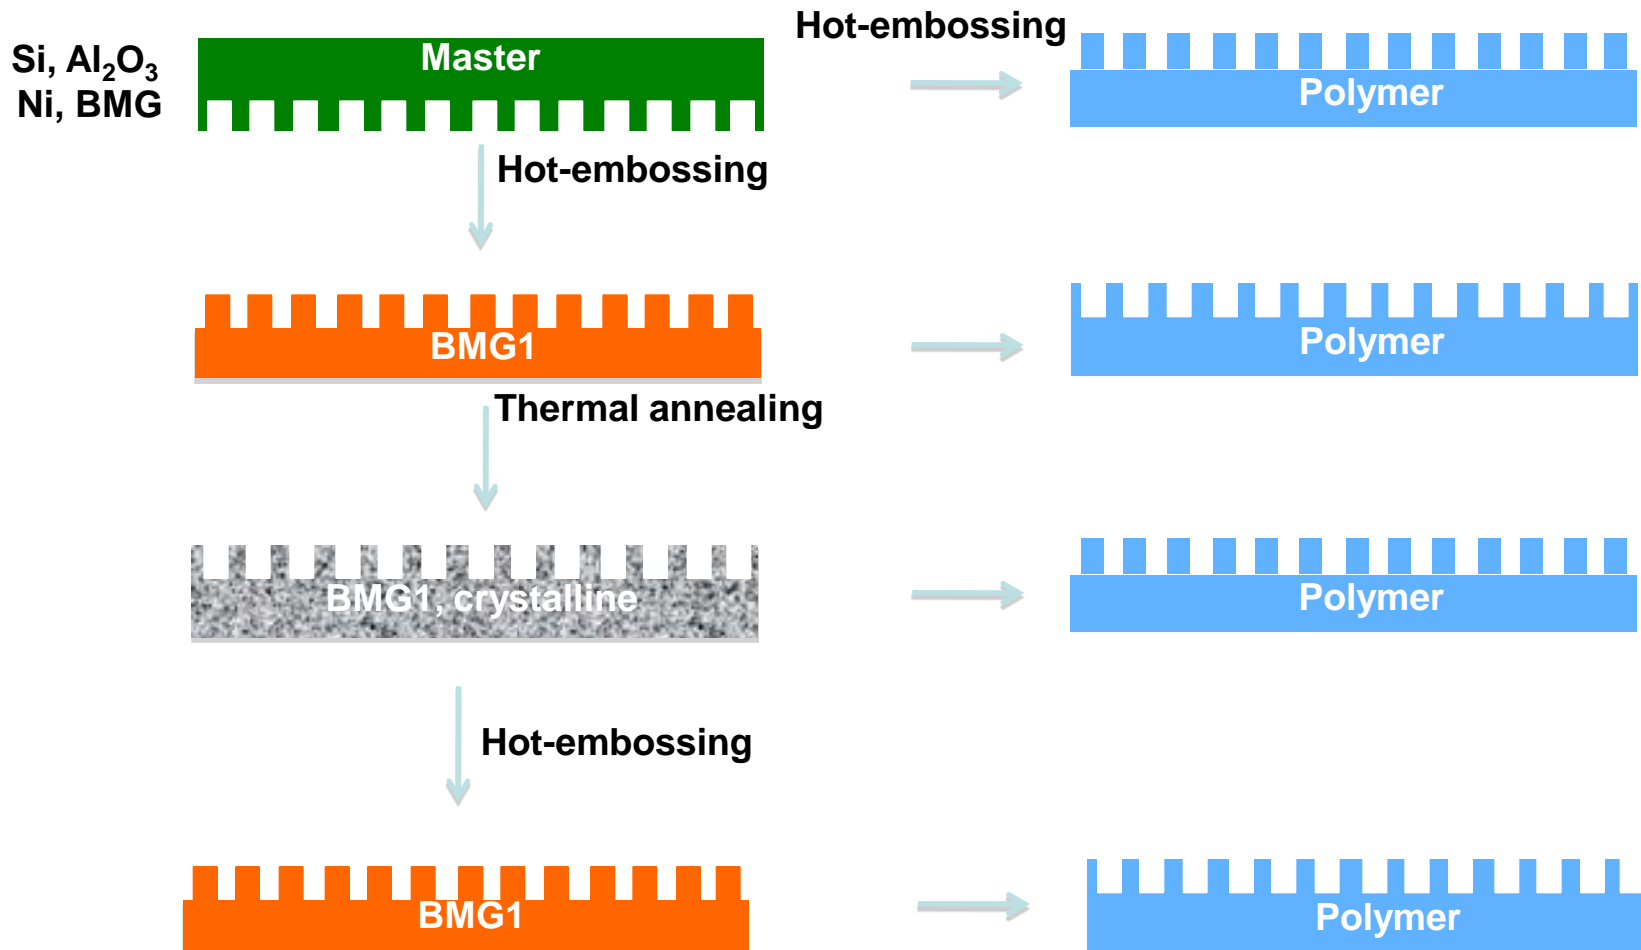 Hot-embossing
Si, Al₂O₃
Ni, BMG
Master
Polymer
Hot-embossing
BMG1
Polymer
Thermal annealing
BMG1, crystalline
Polymer
Hot-embossing
BMG1
Polymer